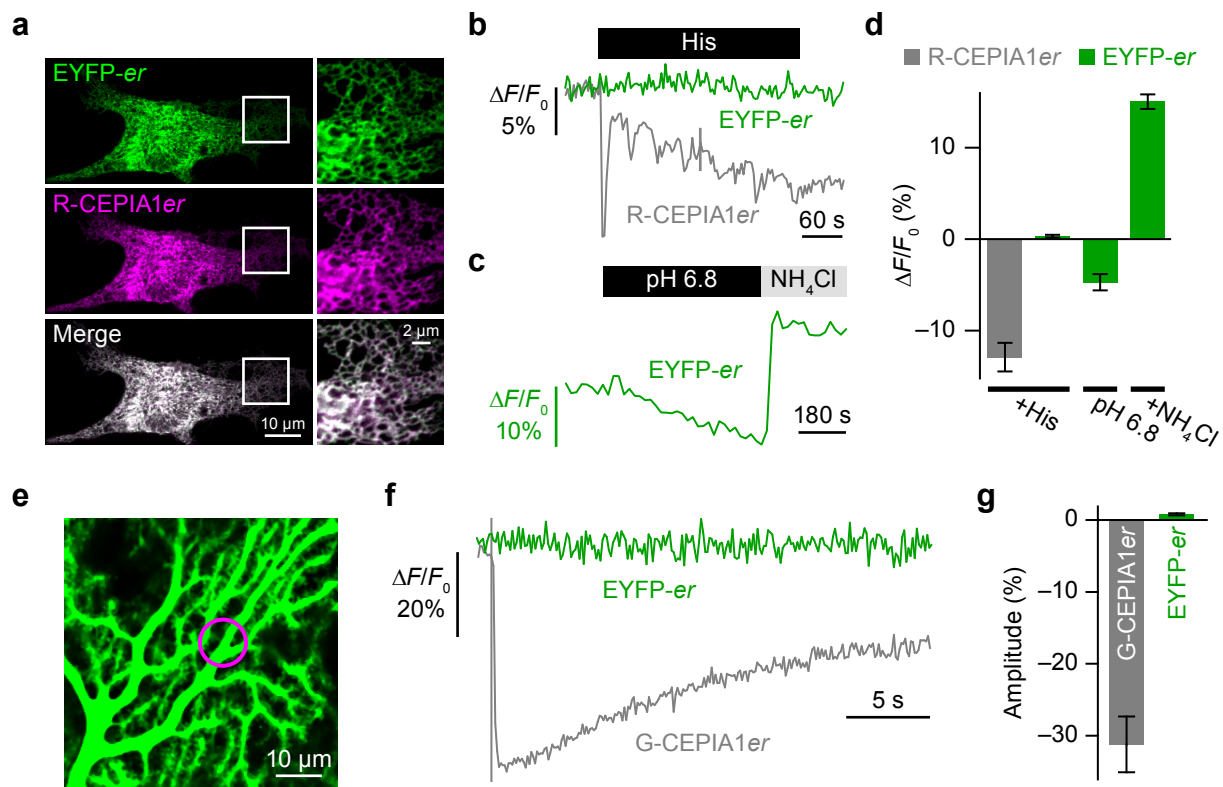 a
EYFP-er
R-CEPIA1er
Merge
10 µm
2 µm
b
His
ΔF/F0
5%
EYFP-er
R-CEPIA1er
60 s
c
pH 6.8
NH4Cl
EYFP-er
ΔF/F0
10%
180 s
d
R-CEPIA1er
EYFP-er
10
0
–10
ΔF/F0 (%)
+His
pH 6.8
+NH4Cl
e
10 µm
f
ΔF/F0
20%
EYFP-er
G-CEPIA1er
5 s
g
0
–10
–20
–30
Amplitude (%)
G-CEPIA1er
EYFP-er